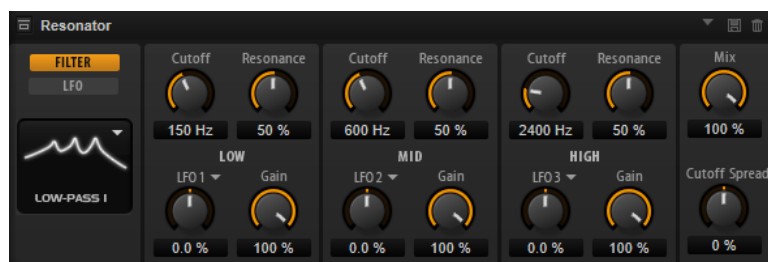 Resonator
FILTER
LFO
LOW-PASS I
Cutoff Resonance Cutoff Resonance Cutoff Resonance Mix
150 Hz 50 % 600 Hz 50 % 2400 Hz 50 % 100 %
LOW MID HIGH
LFO 1 Gain LFO 2 Gain LFO 3 Gain Cutoff Spread
0.0 % 100 % 0.0 % 100 % 0.0 % 100 % 0 %